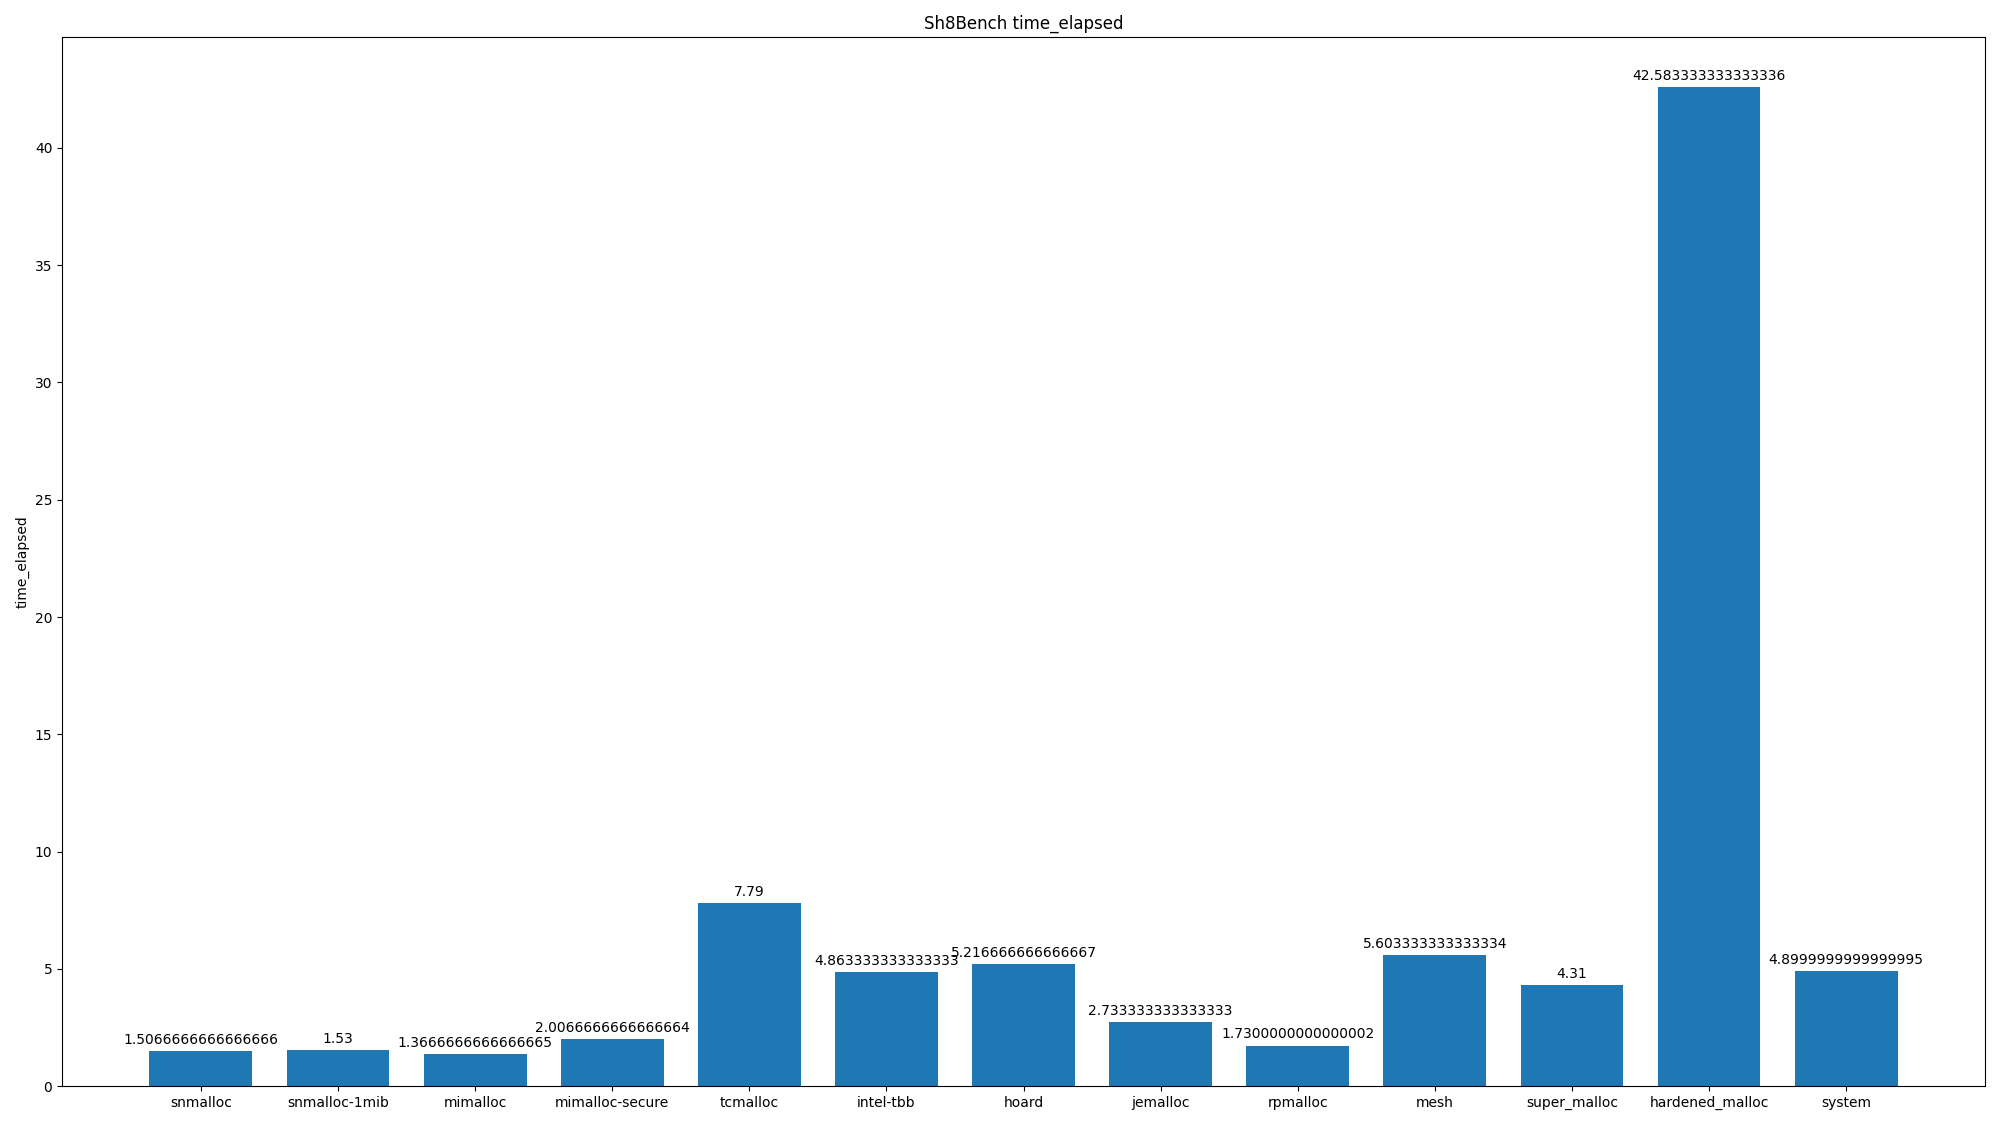 Sh8Bench time_elapsed
time_elapsed
40
35
30
25
20
15
10
5
0
1.5066666666666666
1.53
1.3666666666666665
2.0066666666666664
7.79
4.863333333333333
5.216666666666667
2.733333333333333
1.7300000000000002
5.603333333333334
4.31
42.583333333333336
4.8999999999999995
snmalloc
snmalloc-1mib
mimalloc
mimalloc-secure
tcmalloc
intel-tbb
hoard
jemalloc
rpmalloc
mesh
super_malloc
hardened_malloc
system